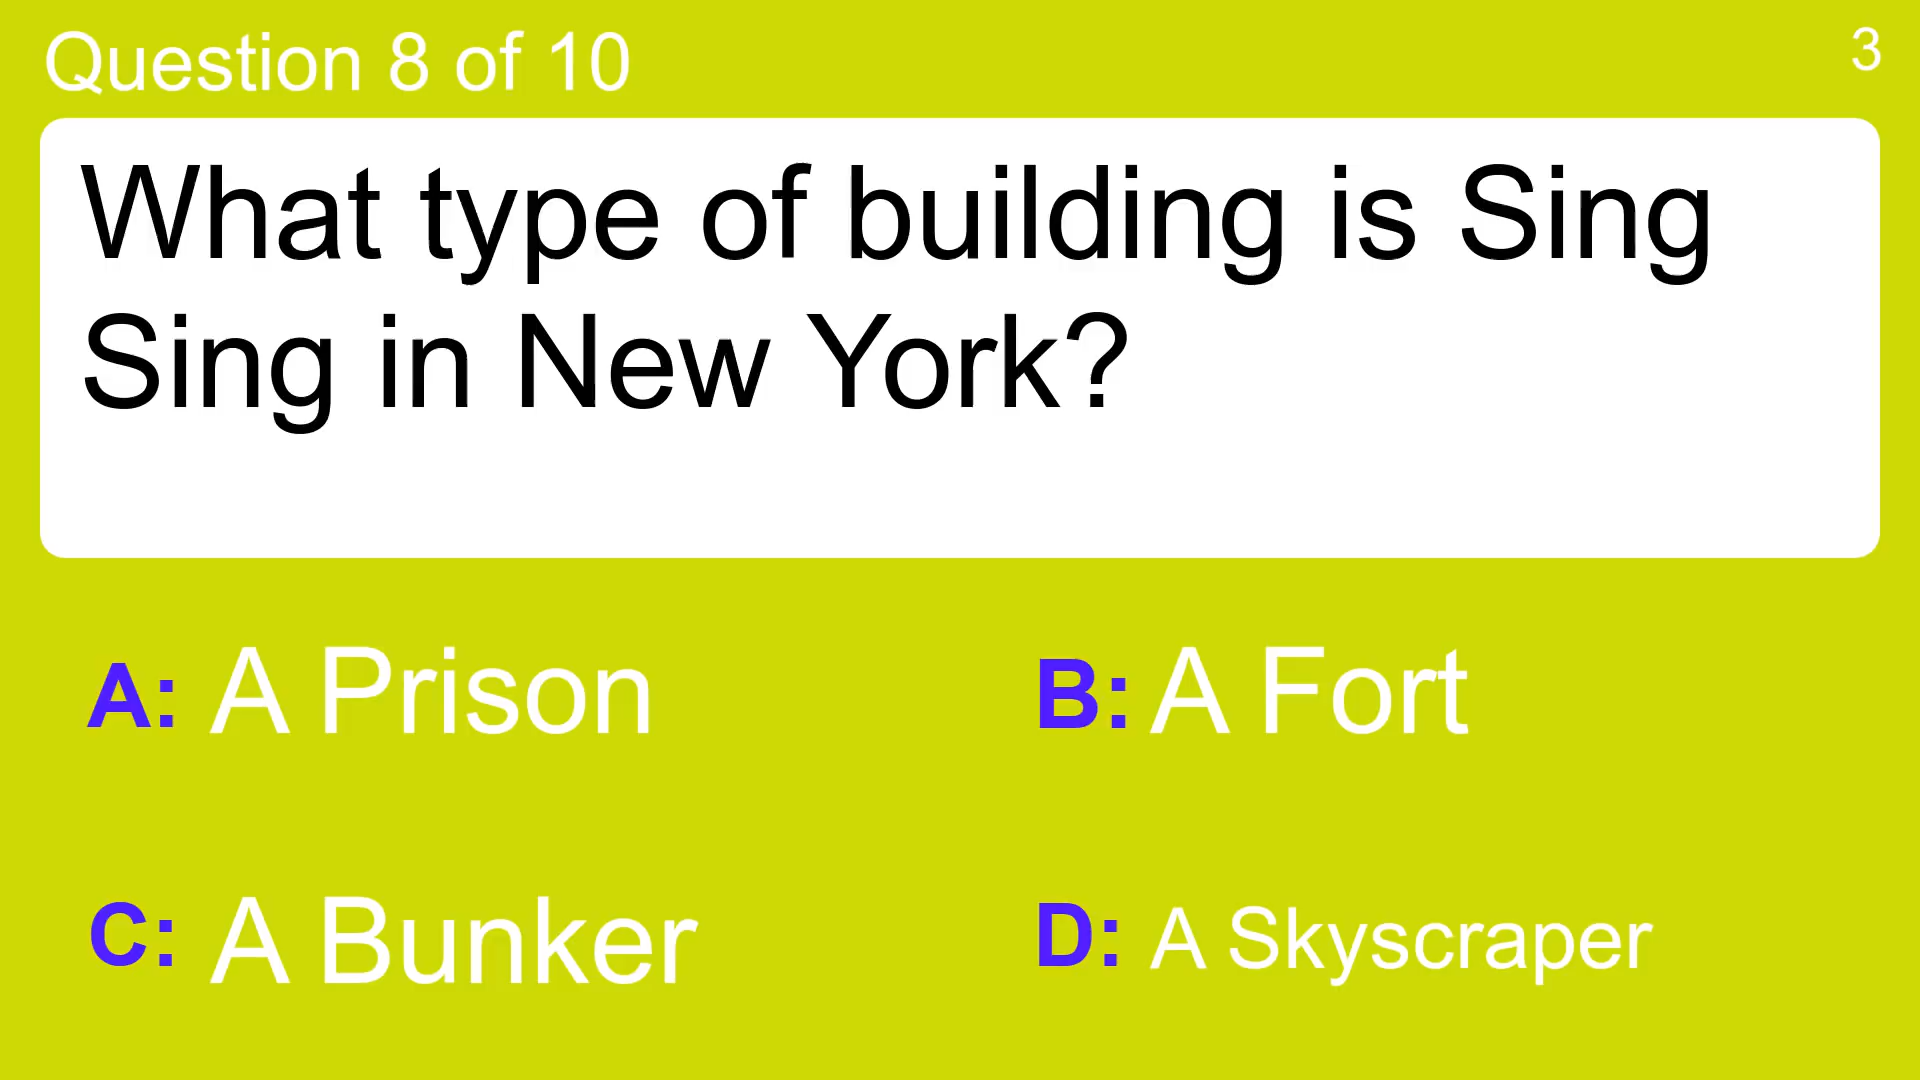 Question 8 of 10
3
What type of building is Sing
Sing in New York?
A: A Prison
B: A Fort
C: A Bunker
D: A Skyscraper